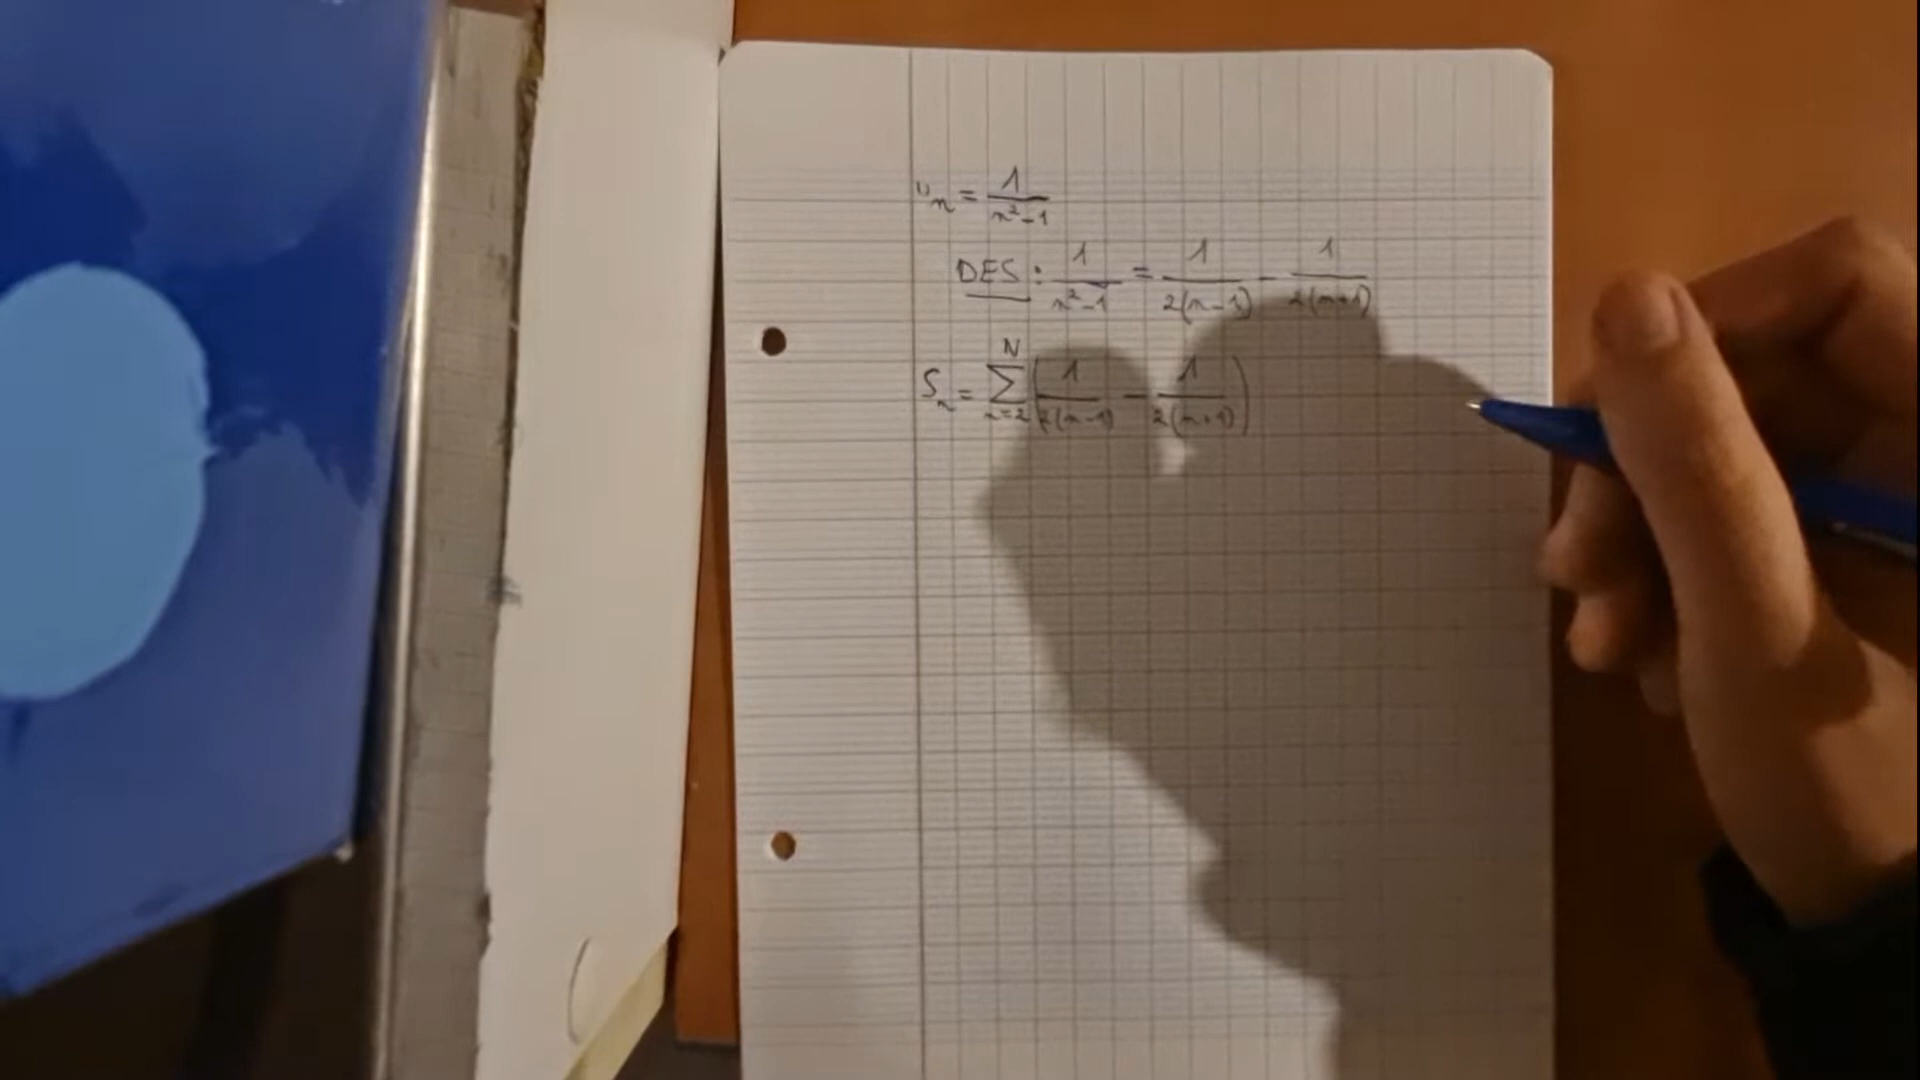 u_n = 1/(n²-1)
DES : 1/(n²-1) = 1/(2(n-1)) - 1/(2(n+1))
S_n = ∑_{n=2}^{N} (1/(2(n-1)) - 1/(2(n+1)))